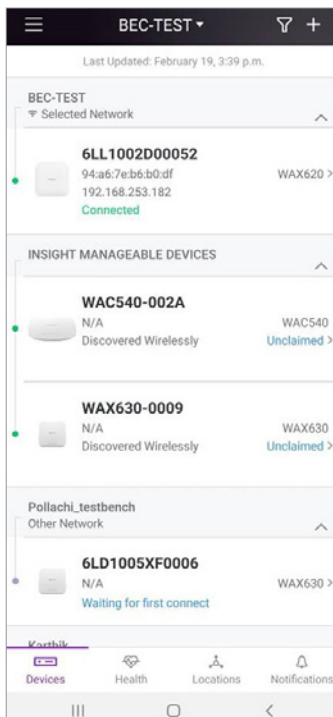 BEC-TEST
Last Updated: February 19, 3:39 p.m.
BEC-TEST
Selected Network
6LL1002D00052
94:a6:7e:b6:b0:df
WAX620 >
192.168.253.182
Connected
INSIGHT MANAGEABLE DEVICES
WAC540-002A
N/A
WAC540
Discovered Wirelessly
Unclaimed >
WAX630-0009
N/A
WAX630
Discovered Wirelessly
Unclaimed >
Pollachi_testbench
Other Network
6LD1005XF0006
N/A
WAX630 >
Waiting for first connect
Karthik
Devices
Health
Locations
Notifications